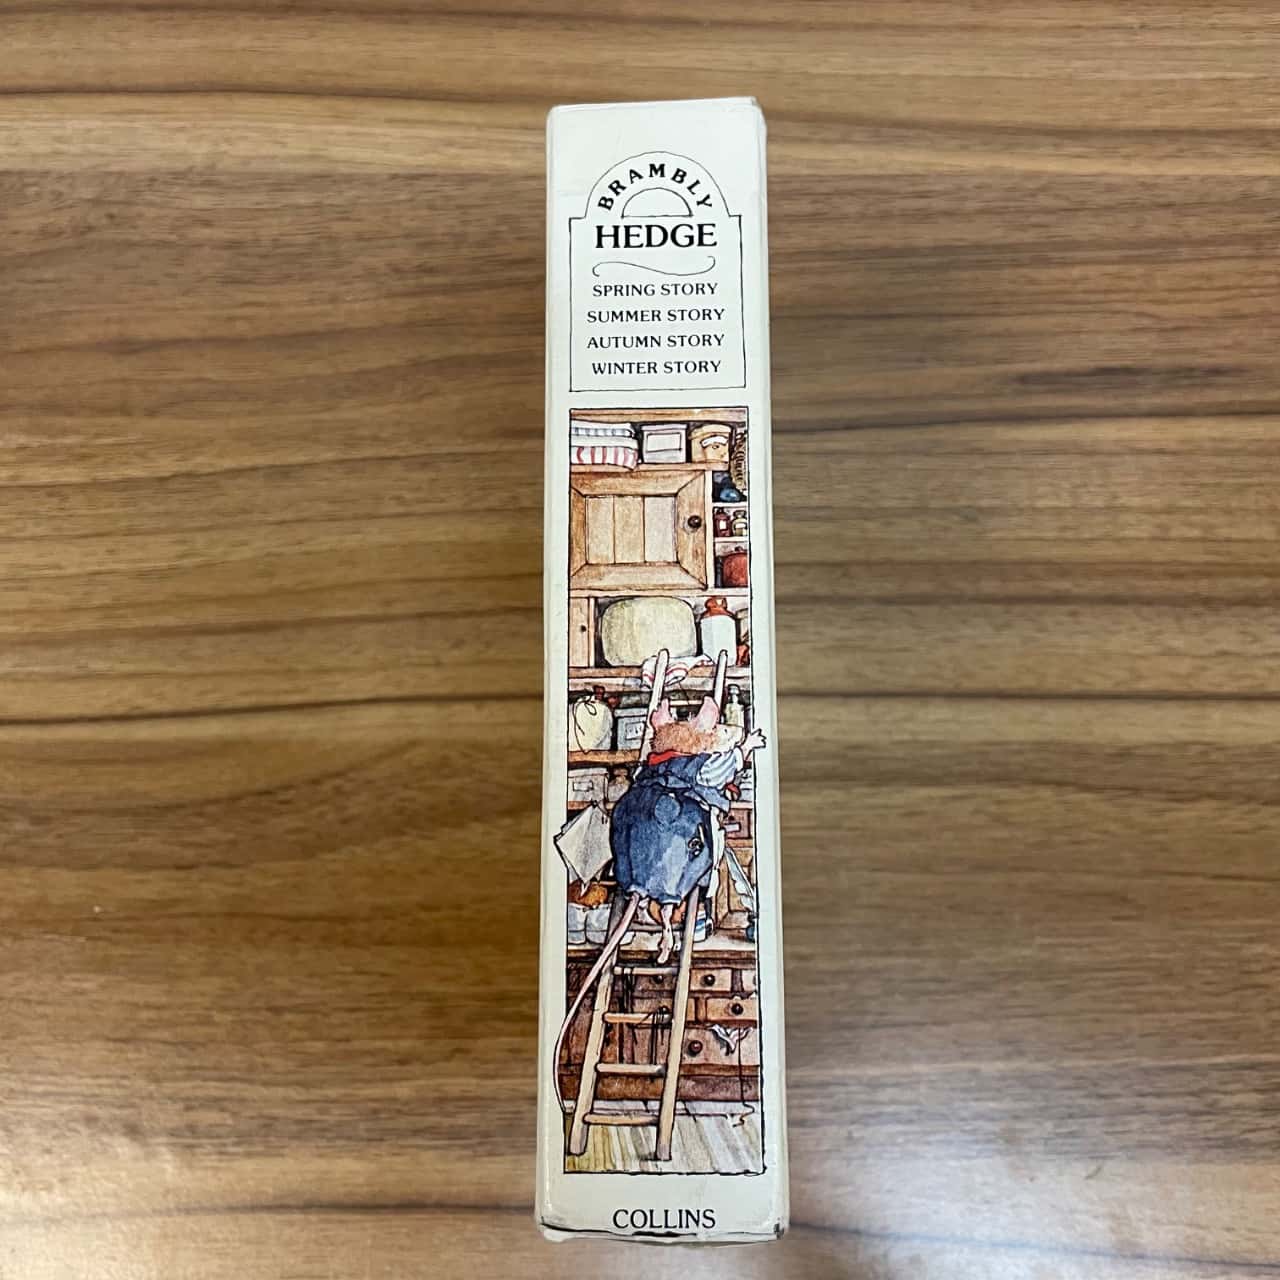 BRAMBLY
HEDGE
SPRING STORY
SUMMER STORY
AUTUMN STORY
WINTER STORY
COLLINS